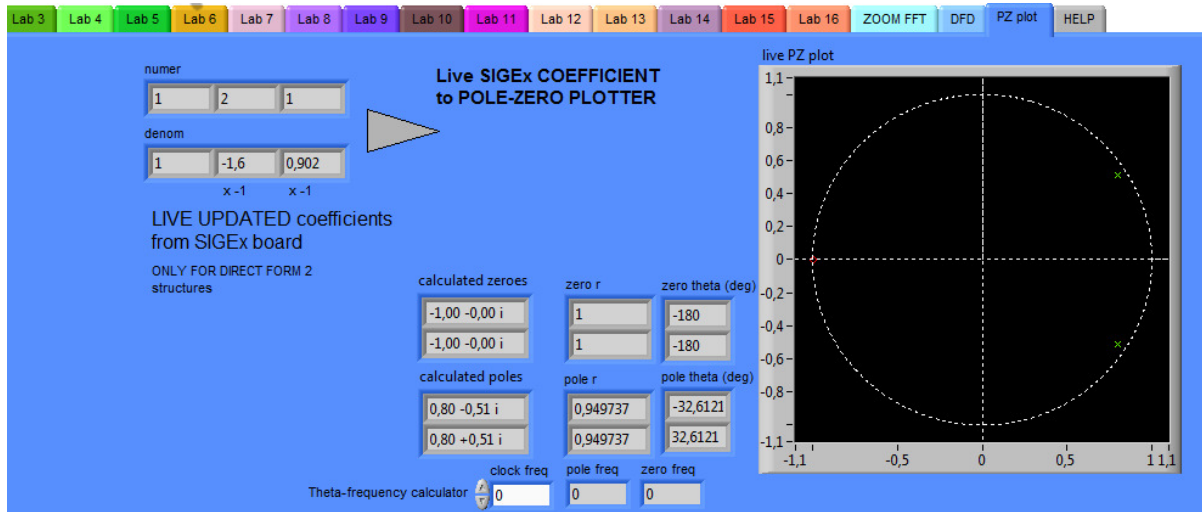 Lab 3 Lab 4 Lab 5 Lab 6 Lab 7 Lab 8 Lab 9 Lab 10 Lab 11 Lab 12 Lab 13 Lab 14 Lab 15 Lab 16 ZOOM FFT DFD PZ plot HELP
numer
1 2 1
denom
1 -1,6 0,902
x -1 x -1
LIVE UPDATED coefficients
from SIGEx board
ONLY FOR DIRECT FORM 2
structures
Live SIGEx COEFFICIENT
to POLE-ZERO PLOTTER
calculated zeroes zero r zero theta (deg)
-1,00 -0,00 i 1 -180
-1,00 -0,00 i 1 -180
calculated poles pole r pole theta (deg)
0,80 -0,51 i 0,949737 -32,6121
0,80 +0,51 i 0,949737 32,6121
clock freq pole freq zero freq
Theta-frequency calculator 0 0 0
live PZ plot
1,1
0,8
0,6
0,4
0,2
0
-0,2
-0,4
-0,6
-0,8
-1,1
-1,1 -0,5 0 0,5 1 1,1